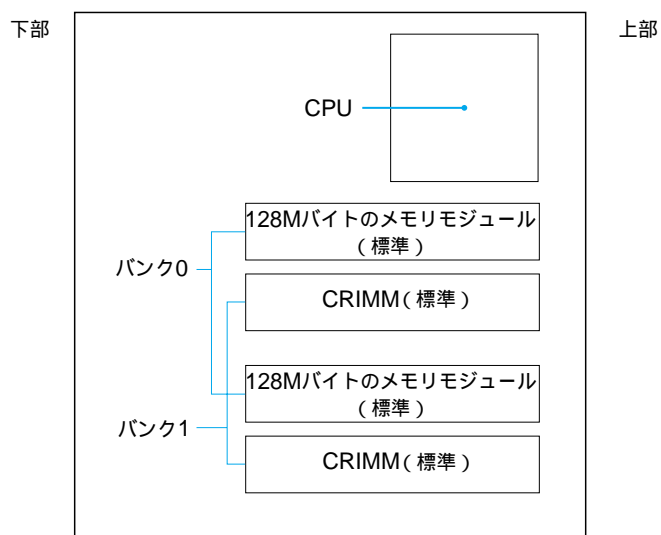 下部
上部
CPU
128Mバイトのメモリモジュール
(標準)
バンク0
CRIMM(標準)
128Mバイトのメモリモジュール
(標準)
バンク1
CRIMM(標準)